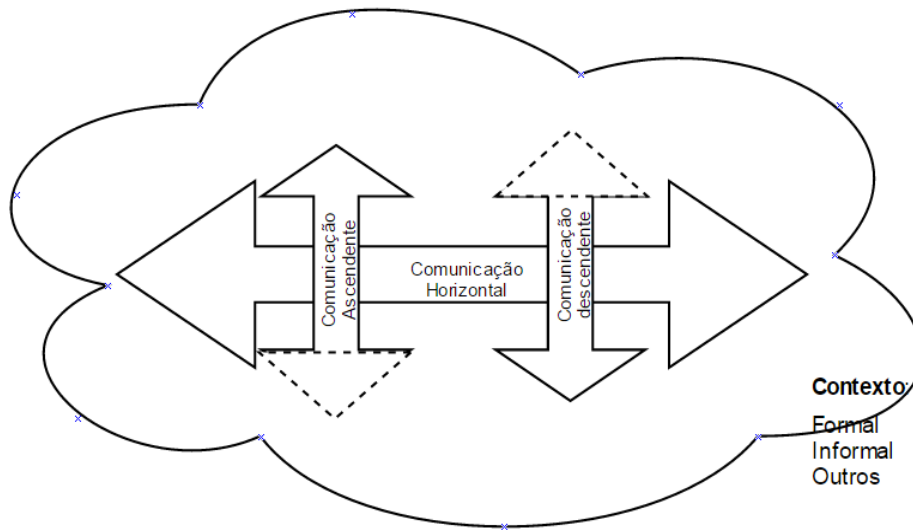 Comunicação
Ascendente
Comunicação
Horizontal
Comunicação
descendente
Contexto:
Formal
Informal
Outros